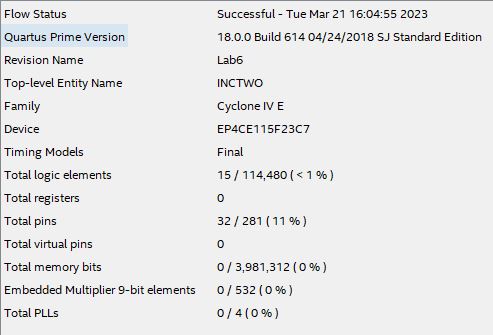 Flow Status Successful - Tue Mar 21 16:04:55 2023
Quartus Prime Version 18.0.0 Build 614 04/24/2018 SJ Standard Edition
Revision Name Lab6
Top-level Entity Name INCTWO
Family Cyclone IV E
Device EP4CE115F23C7
Timing Models Final
Total logic elements 15 / 114,480 ( < 1 % )
Total registers 0
Total pins 32 / 281 ( 11 % )
Total virtual pins 0
Total memory bits 0 / 3,981,312 ( 0 % )
Embedded Multiplier 9-bit elements 0 / 532 ( 0 % )
Total PLLs 0 / 4 ( 0 % )